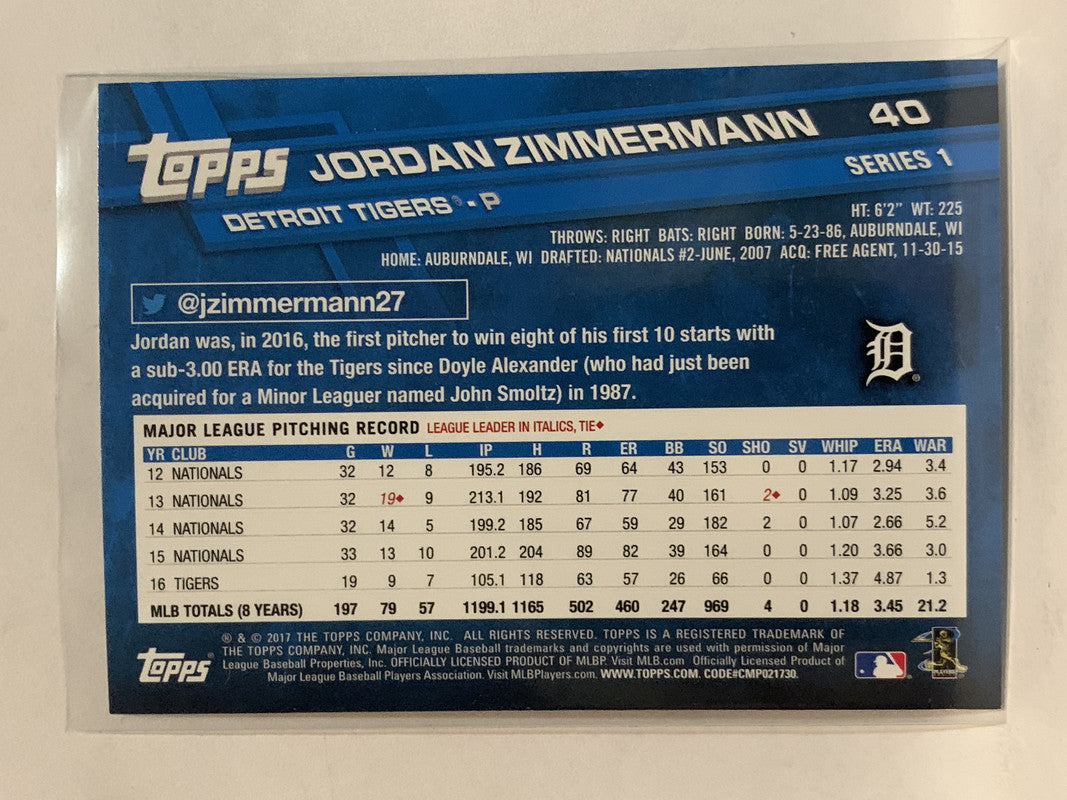 TOPPS JORDAN ZIMMERMANN 40
DETROIT TIGERS® • P SERIES 1
HT: 6'2" WT: 225
THROWS: RIGHT BATS: RIGHT BORN: 5-23-86, AUBURNDALE, WI
HOME: AUBURNDALE, WI DRAFTED: NATIONALS #2-JUNE, 2007 ACQ: FREE AGENT, 11-30-15
@jzimmermann27
Jordan was, in 2016, the first pitcher to win eight of his first 10 starts with
a sub-3.00 ERA for the Tigers since Doyle Alexander (who had just been
acquired for a Minor Leaguer named John Smoltz) in 1987.
D
MAJOR LEAGUE PITCHING RECORD LEAGUE LEADER IN ITALICS, TIE◆
YR CLUB G W L IP H R ER BB SO SHO SV WHIP ERA WAR
12 NATIONALS 32 12 8 195.2 186 69 64 43 153 0 0 1.17 2.94 3.4
13 NATIONALS 32 19◆ 9 213.1 192 81 77 40 161 2◆ 0 1.09 3.25 3.6
14 NATIONALS 32 14 5 199.2 185 67 59 29 182 2 0 1.07 2.66 5.2
15 NATIONALS 33 13 10 201.2 204 89 82 39 164 0 0 1.20 3.66 3.0
16 TIGERS 19 9 7 105.1 118 63 57 26 66 0 0 1.37 4.87 1.3
MLB TOTALS (8 YEARS) 197 79 57 1199.1 1165 502 460 247 969 4 0 1.18 3.45 21.2
® & © 2017 THE TOPPS COMPANY, INC. ALL RIGHTS RESERVED. TOPPS IS A REGISTERED TRADEMARK OF
THE TOPPS COMPANY, INC. Major League Baseball trademarks and copyrights are used with permission of Major
League Baseball Properties, Inc. OFFICIALLY LICENSED PRODUCT OF MLBP. Visit MLB.com Officially Licensed Product of
Major League Baseball Players Association. Visit MLBPlayers.com. WWW.TOPPS.COM. CODE#CMP021730.
TOPPS®